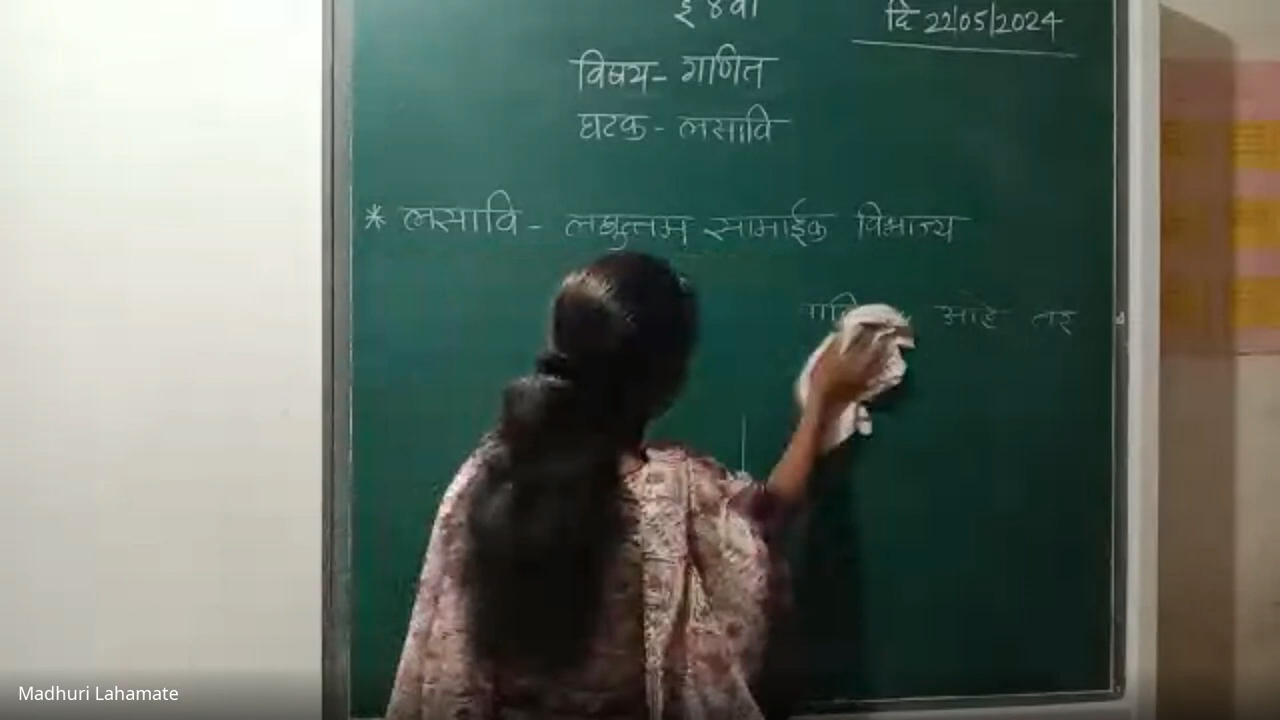 इ ४ वी
दि 22/05/2024
विषय - गणित
घटक - लसावि
* लसावि - लघुत्तम सामाईक विभाज्य
आहे तर
Madhuri Lahamate